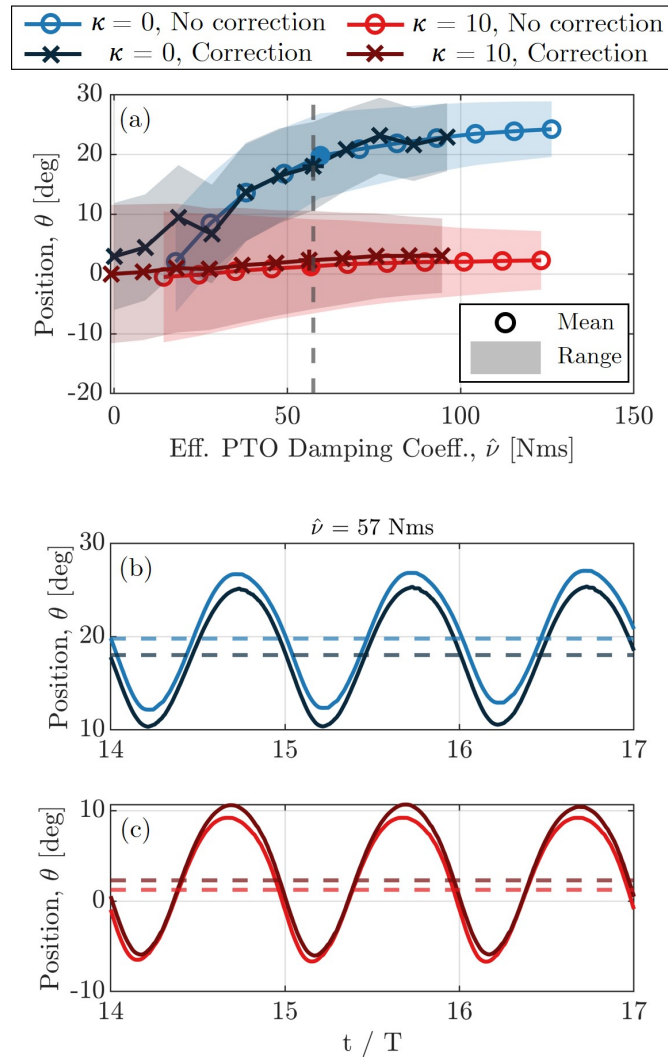 κ = 0, No correction κ = 10, No correction
κ = 0, Correction κ = 10, Correction
(a)
Position, θ [deg]
30
20
10
0
-10
-20
Mean
Range
0 50 100 150
Eff. PTO Damping Coeff., ν̂ [Nms]
ν̂ = 57 Nms
(b)
Position, θ [deg]
30
20
10
14 15 16 17
(c)
Position, θ [deg]
10
0
-10
14 15 16 17
t / T